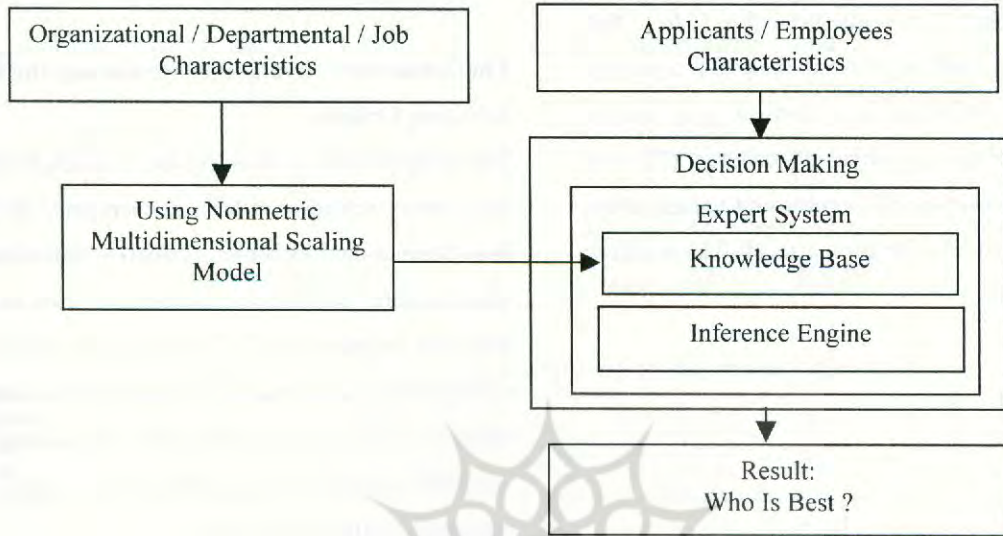 Organizational / Departmental / Job
Characteristics
Applicants / Employees
Characteristics
Using Nonmetric
Multidimensional Scaling
Model
Decision Making
Expert System
Knowledge Base
Inference Engine
Result:
Who Is Best ?